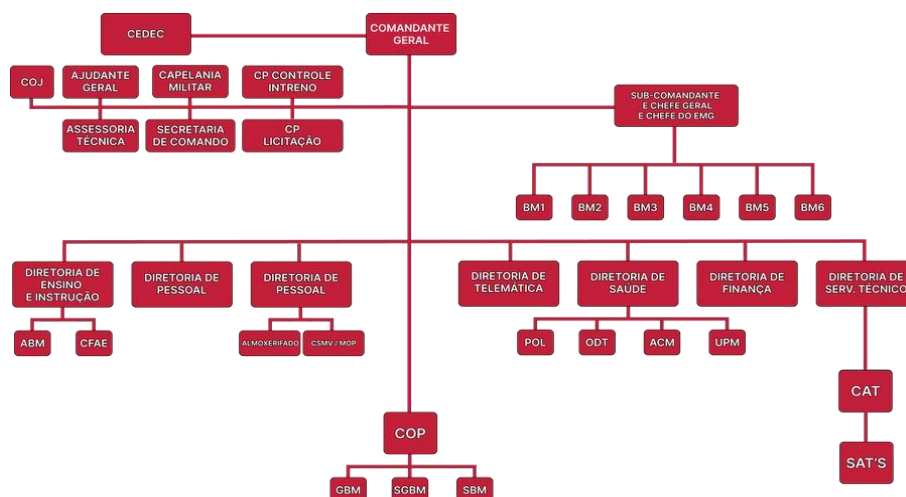 CEDEC
COMANDANTE
GERAL
COJ
AJUDANTE
GERAL
CAPELANIA
MILITAR
CP CONTROLE
INTRENO
ASSESSORIA
TÉCNICA
SECRETARIA
DE COMANDO
CP
LICITAÇÃO
SUB-COMANDANTE
E CHEFE GERAL
E CHEFE DO EMG
BM1
BM2
BM3
BM4
BM5
BM6
DIRETORIA DE
ENSINO
E INSTRUÇÃO
DIRETORIA DE
PESSOAL
DIRETORIA DE
PESSOAL
DIRETORIA DE
TELEMÁTICA
DIRETORIA DE
SAÚDE
DIRETORIA DE
FINANÇA
DIRETORIA DE
SERV. TÉCNICO
ABM
CFAE
ALMOXERIFADO
CSMV / MOP
POL
ODT
ACM
UPM
CAT
SAT'S
COP
GBM
SGBM
SBM